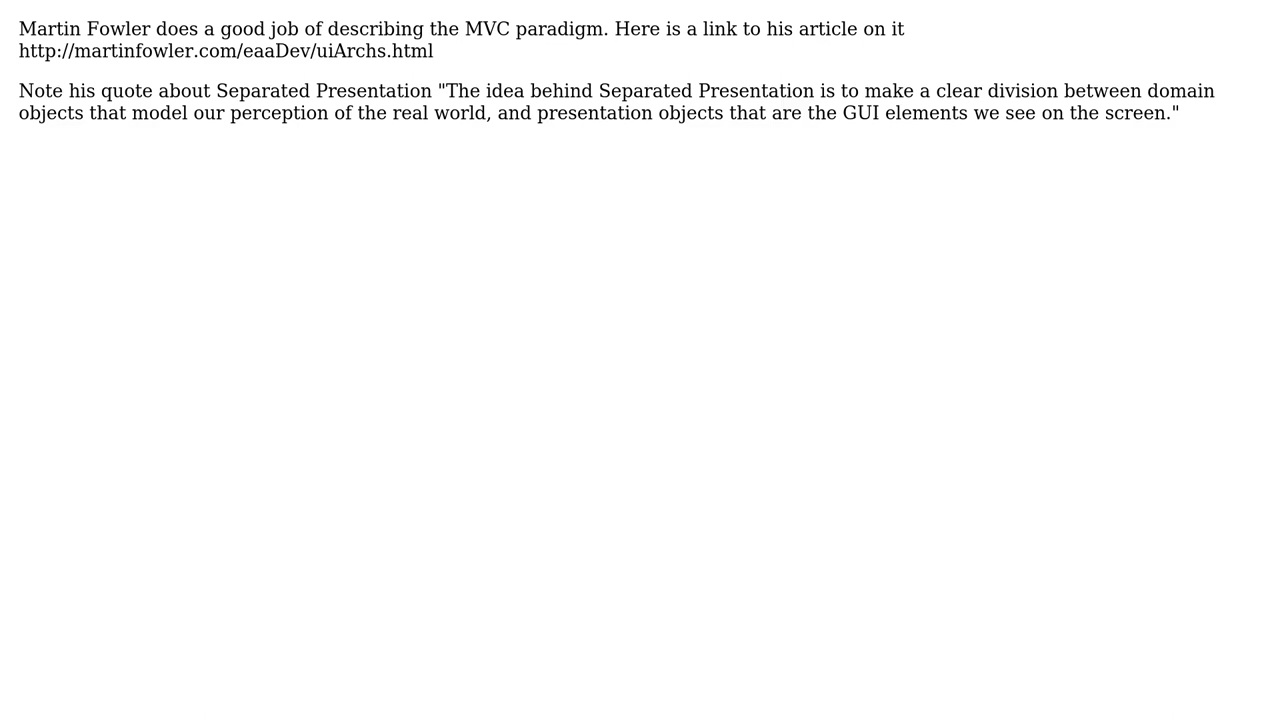 Martin Fowler does a good job of describing the MVC paradigm. Here is a link to his article on it
http://martinfowler.com/eaaDev/uiArchs.html
Note his quote about Separated Presentation "The idea behind Separated Presentation is to make a clear division between domain
objects that model our perception of the real world, and presentation objects that are the GUI elements we see on the screen."